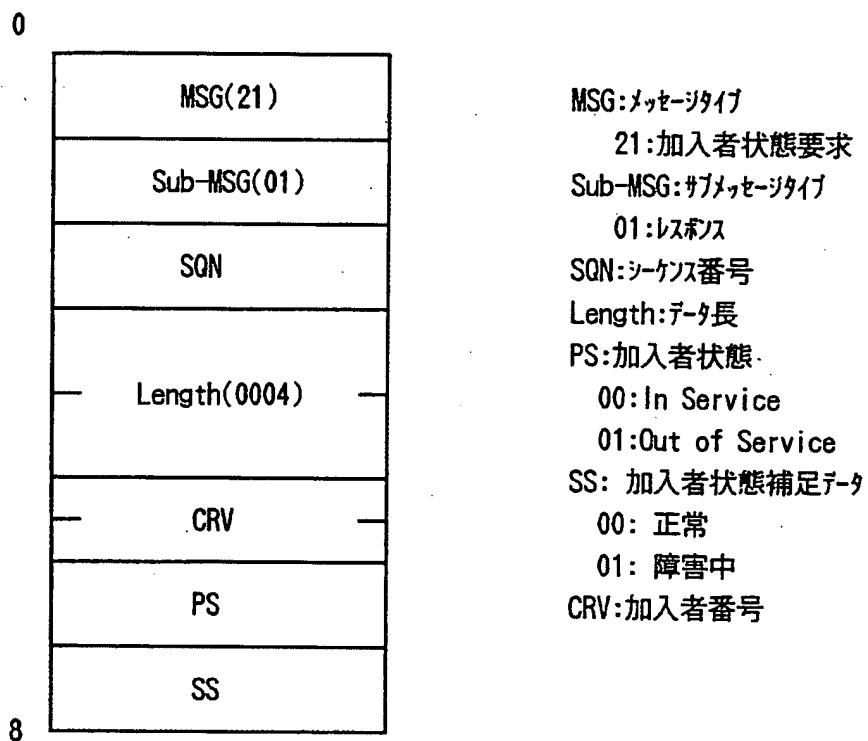 0
MSG(21)
Sub-MSG(01)
SQN
Length(0004)
CRV
PS
SS
8
MSG:メッセージタイプ
21:加入者状態要求
Sub-MSG:サブメッセージタイプ
01:レスポンス
SQN:シーケンス番号
Length:データ長
PS:加入者状態
00:In Service
01:Out of Service
SS: 加入者状態補足データ
00: 正常
01: 障害中
CRV:加入者番号